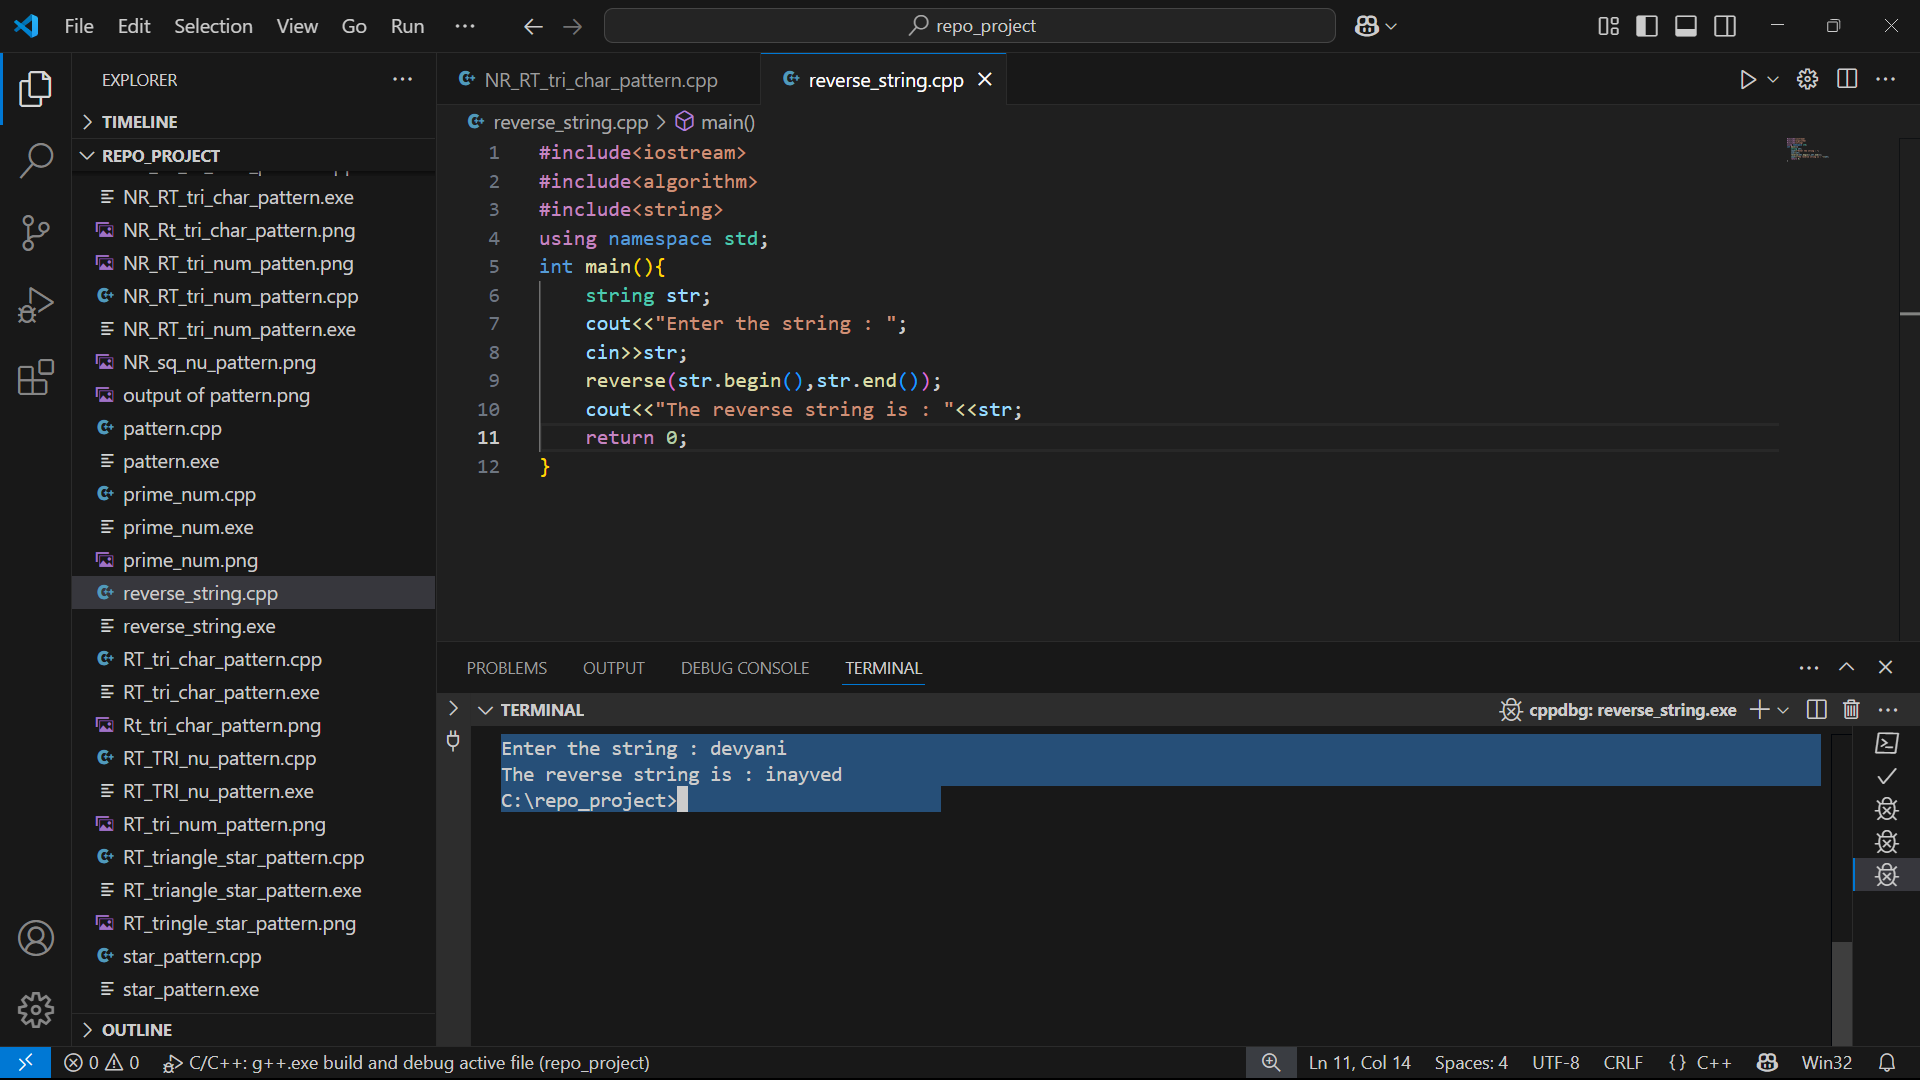 File Edit Selection View Go Run
repo_project
EXPLORER
TIMELINE
REPO_PROJECT
NR_RT_tri_char_pattern.exe
NR_Rt_tri_char_pattern.png
NR_RT_tri_num_patten.png
NR_RT_tri_num_pattern.cpp
NR_RT_tri_num_pattern.exe
NR_sq_nu_pattern.png
output of pattern.png
pattern.cpp
pattern.exe
prime_num.cpp
prime_num.exe
prime_num.png
reverse_string.cpp
reverse_string.exe
RT_tri_char_pattern.cpp
RT_tri_char_pattern.exe
Rt_tri_char_pattern.png
RT_TRI_nu_pattern.cpp
RT_TRI_nu_pattern.exe
RT_tri_num_pattern.png
RT_triangle_star_pattern.cpp
RT_triangle_star_pattern.exe
RT_tringle_star_pattern.png
star_pattern.cpp
star_pattern.exe
OUTLINE
NR_RT_tri_char_pattern.cpp reverse_string.cpp
reverse_string.cpp main()
1 #include<iostream>
2 #include<algorithm>
3 #include<string>
4 using namespace std;
5 int main(){
6 string str;
7 cout<<"Enter the string : ";
8 cin>>str;
9 reverse(str.begin(),str.end());
10 cout<<"The reverse string is : "<<str;
11 return 0;
12 }
PROBLEMS OUTPUT DEBUG CONSOLE TERMINAL
TERMINAL cppdbg: reverse_string.exe
Enter the string : devyani
The reverse string is : inayved
C:\repo_project>
0 0 C/C++: g++.exe build and debug active file (repo_project) Ln 11, Col 14 Spaces: 4 UTF-8 CRLF {} C++ Win32